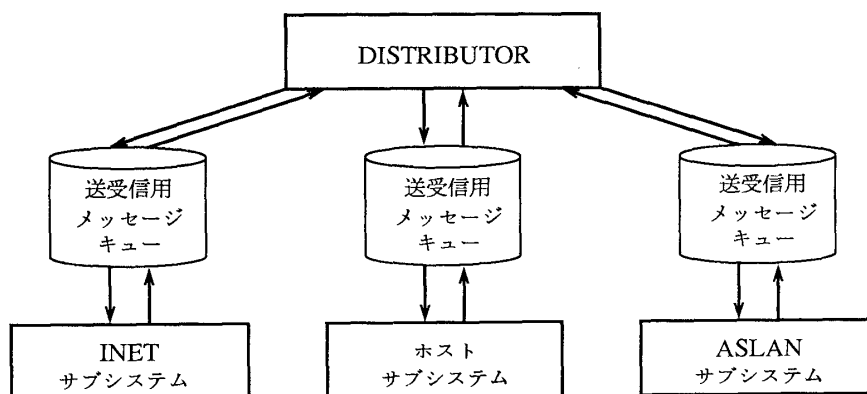 DISTRIBUTOR
送受信用
メッセージ
キュー
送受信用
メッセージ
キュー
送受信用
メッセージ
キュー
INET
サブシステム
ホスト
サブシステム
ASLAN
サブシステム